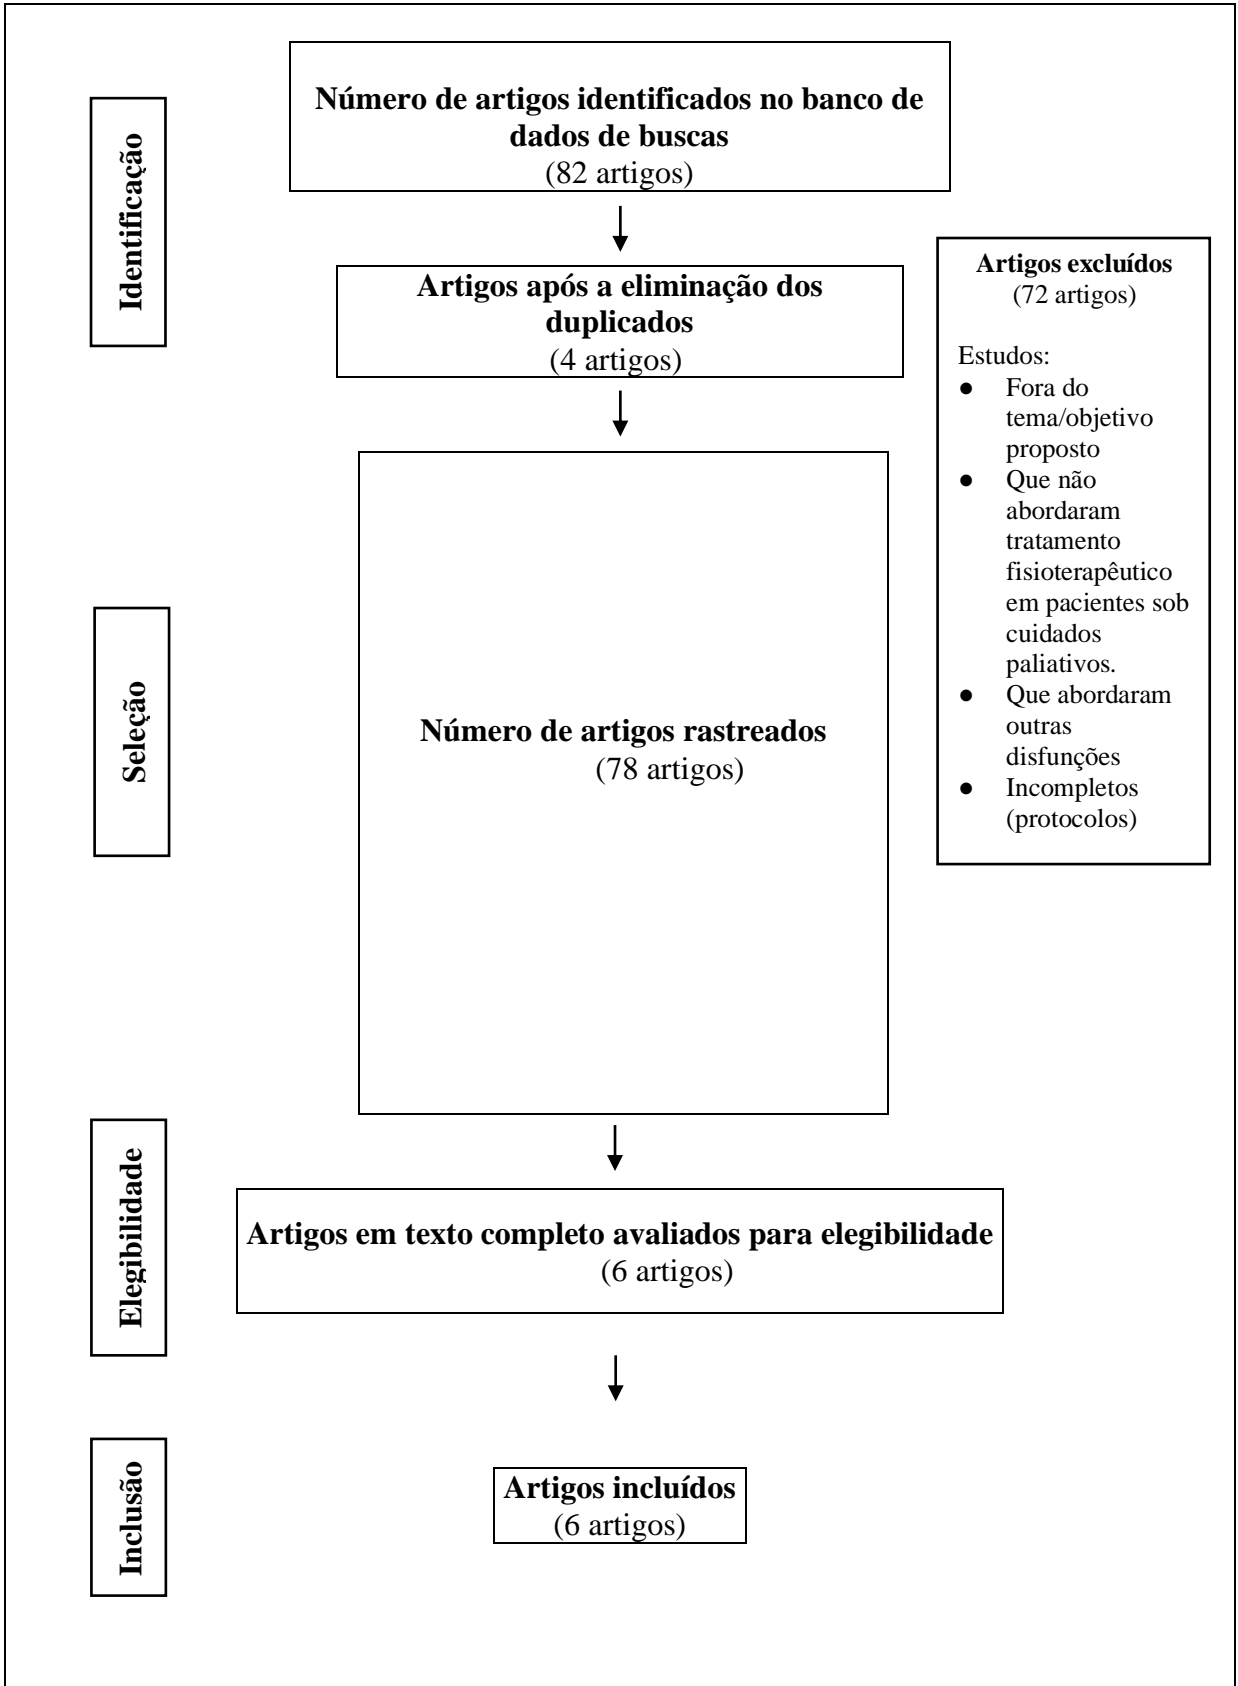 Identificação
Número de artigos identificados no banco de
dados de buscas
(82 artigos)
Artigos após a eliminação dos
duplicados
(4 artigos)
Artigos excluídos
(72 artigos)
Estudos:
● Fora do
tema/objetivo
proposto
● Que não
abordaram
tratamento
fisioterapêutico
em pacientes sob
cuidados
paliativos.
● Que abordaram
outras
disfunções
● Incompletos
(protocolos)
Seleção
Número de artigos rastreados
(78 artigos)
Elegibilidade
Artigos em texto completo avaliados para elegibilidade
(6 artigos)
Inclusão
Artigos incluídos
(6 artigos)